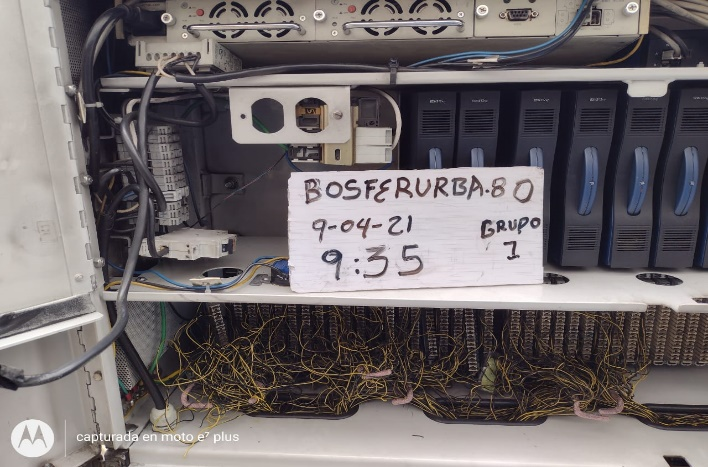 BOSFERURBA.80
9-04-21
GRUPO
1
9:35
capturada en moto e⁷ plus